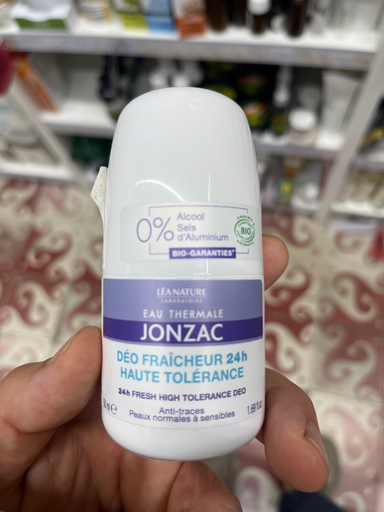 0%
Alcool
Sels
d'Aluminium
BIO
BIO-GARANTIES*
LÉA NATURE
LABORATOIRE
EAU THERMALE
JONZAC
DÉO FRAÎCHEUR 24h
HAUTE TOLÉRANCE
24h FRESH HIGH TOLERANCE DEO
Anti-traces
Peaux normales à sensibles
ml e
1.69 fl.oz